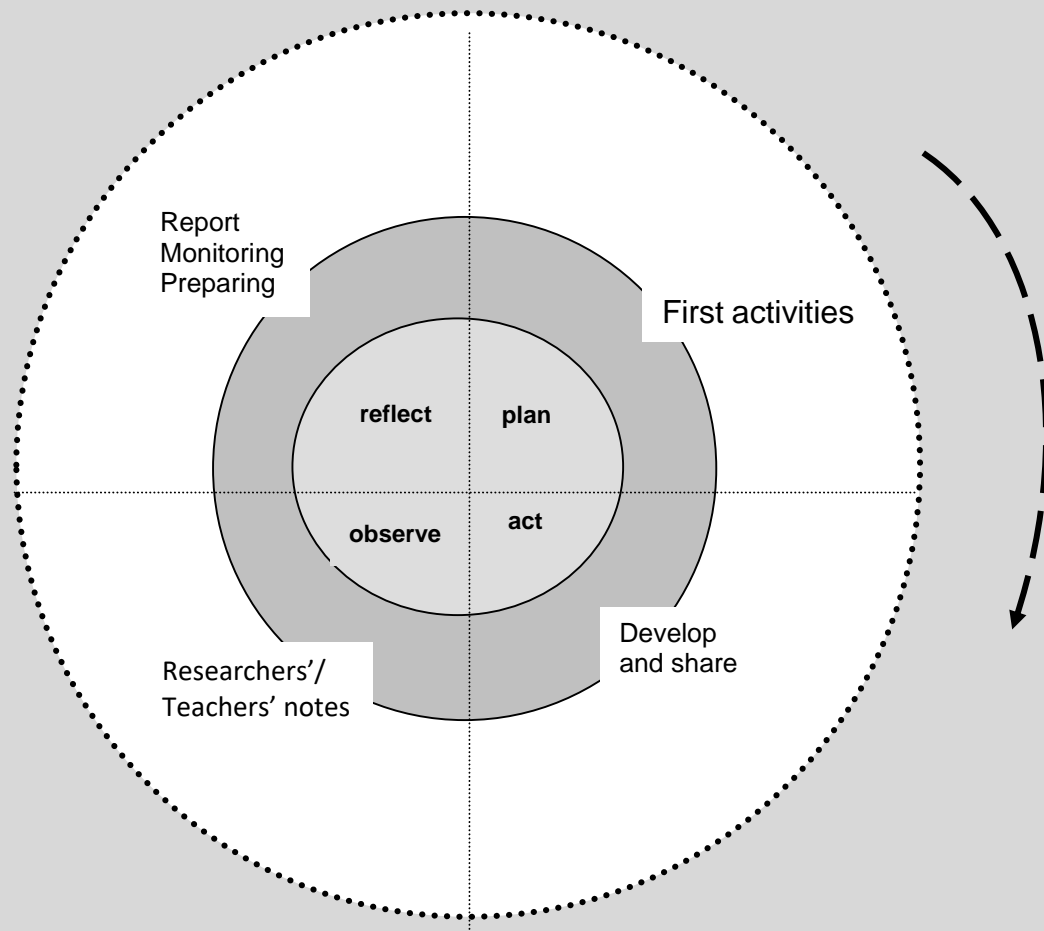 Report
Monitoring
Preparing
First activities
reflect
plan
observe
act
Develop
and share
Researchers’/
Teachers’ notes